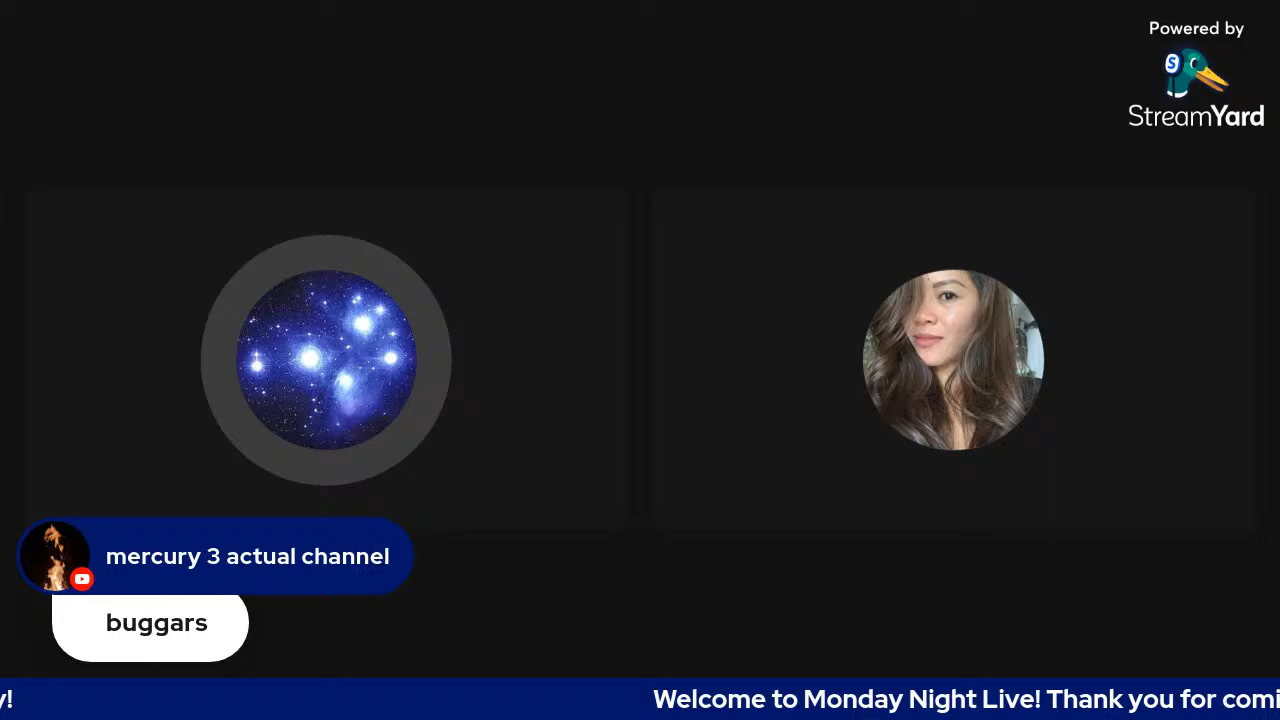 Powered by
S
StreamYard
mercury 3 actual channel
buggars
y!
Welcome to Monday Night Live! Thank you for comi